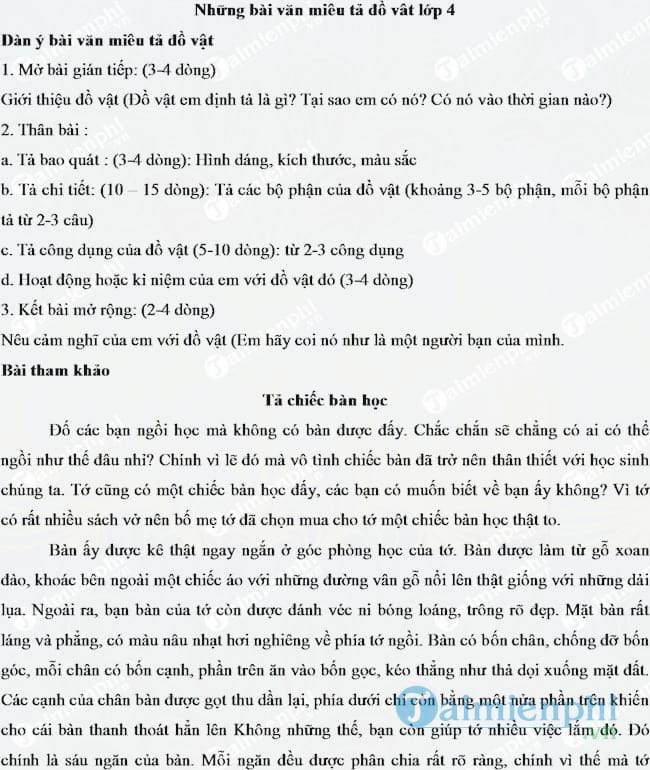 Những bài văn miêu tả đồ vât lớp 4
Dàn ý bài văn miêu tả đồ vật
1. Mở bài gián tiếp: (3-4 dòng)
Giới thiệu đồ vật (Đồ vật em định tả là gì? Tại sao em có nó? Có nó vào thời gian nào?)
2. Thân bài :
a. Tả bao quát : (3-4 dòng): Hình dáng, kích thước, màu sắc
b. Tả chi tiết: (10 – 15 dòng): Tả các bộ phận của đồ vật (khoảng 3-5 bộ phận, mỗi bộ phận
tả từ 2-3 câu)
c. Tả công dụng của đồ vật (5-10 dòng): từ 2-3 công dụng
d. Hoạt động hoặc kỉ niệm của em với đồ vật đó (3-4 dòng)
3. Kết bài mở rộng: (2-4 dòng)
Nêu cảm nghĩ của em với đồ vật (Em hãy coi nó như là một người bạn của mình.
Bài tham khảo
Tả chiếc bàn học
Đố các bạn ngồi học mà không có bàn được đấy. Chắc chắn sẽ chẳng có ai có thể
ngồi như thế đâu nhỉ? Chính vì lẽ đó mà vô tình chiếc bàn đã trở nên thân thiết với học sinh
chúng ta. Tớ cũng có một chiếc bàn học đấy, các bạn có muốn biết về bạn ấy không? Vì tớ
có rất nhiều sách vở nên bố mẹ tớ đã chọn mua cho tớ một chiếc bàn học thật to.
Bàn ấy được kê thật ngay ngắn ở góc phòng học của tớ. Bàn được làm từ gỗ xoan
đào, khoác bên ngoài một chiếc áo với những đường vân gỗ nổi lên thật giống với những dải
lụa. Ngoài ra, bạn bàn của tớ còn được đánh véc ni bóng loáng, trông rõ đẹp. Mặt bàn rất
láng và phẳng, có màu nâu nhạt hơi nghiêng về phía tớ ngồi. Bàn có bốn chân, chống đỡ bốn
góc, mỗi chân có bốn cạnh, phần trên ăn vào bốn gọc, kéo thẳng như thả dọi xuống mặt đất.
Các cạnh của chân bàn được gọt thu dần lại, phía dưới chỉ còn bằng một nửa phần trên khiến
cho cái bàn thanh thoát hẳn lên Không những thế, bạn còn giúp tớ nhiều việc lắm đó. Đó
chính là sáu ngăn của bàn. Mỗi ngăn đều được phân chia rất rõ ràng, chính vì thế mà tớ
Taimienphi
.vn